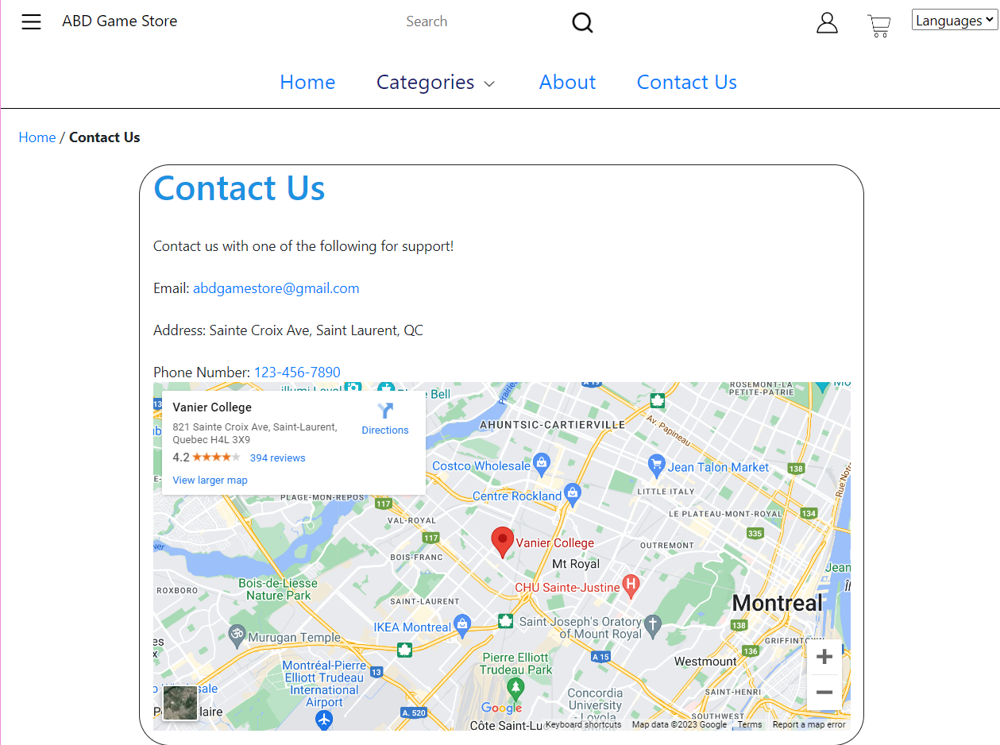 ABD Game Store
Search
Languages
Home
Categories
About
Contact Us
Home / Contact Us
Contact Us
Contact us with one of the following for support!
Email: abdgamestore@gmail.com
Address: Sainte Croix Ave, Saint Laurent, QC
Phone Number: 123-456-7890
Vanier College
821 Sainte Croix Ave, Saint-Laurent,
Quebec H4L 3X9
4.2
394 reviews
View larger map
Directions
Bell
ROSEMONT-LA
PETITE-PATRIE
AHUNTSIC-CARTIERVILLE
Av. Papineau
Costco Wholesale
Jean Talon Market
138
Centre Rockland
LITTLE ITALY
PLAGE-MON-REPOS
117
134
LE PLATEAU-MONT-ROYAL
VAL-ROYAL
335
117
Vanier College
OUTREMONT
BOIS-FRANC
Mt Royal
Jean
Bois-de-Liesse
Nature Park
ROXBORO
CHU Sainte-Justine
SAINT-LAURENT
Montreal
IKEA Montreal
Saint Joseph's Oratory
of Mount Royal
138
Murugan Temple
GRIFFINTOWN
136
A 15
Westmount
Pierre Elliott
Trudeau Park
Montréal-Pierre
Elliott Trudeau
International
Airport
13
SAINT-HENRI
Concordia
University
- Loyola
A. 520
Google
SOUTHWEST
Côte Saint-Luc
Keyboard shortcuts
Map data ©2023 Google
Terms
Report a map error